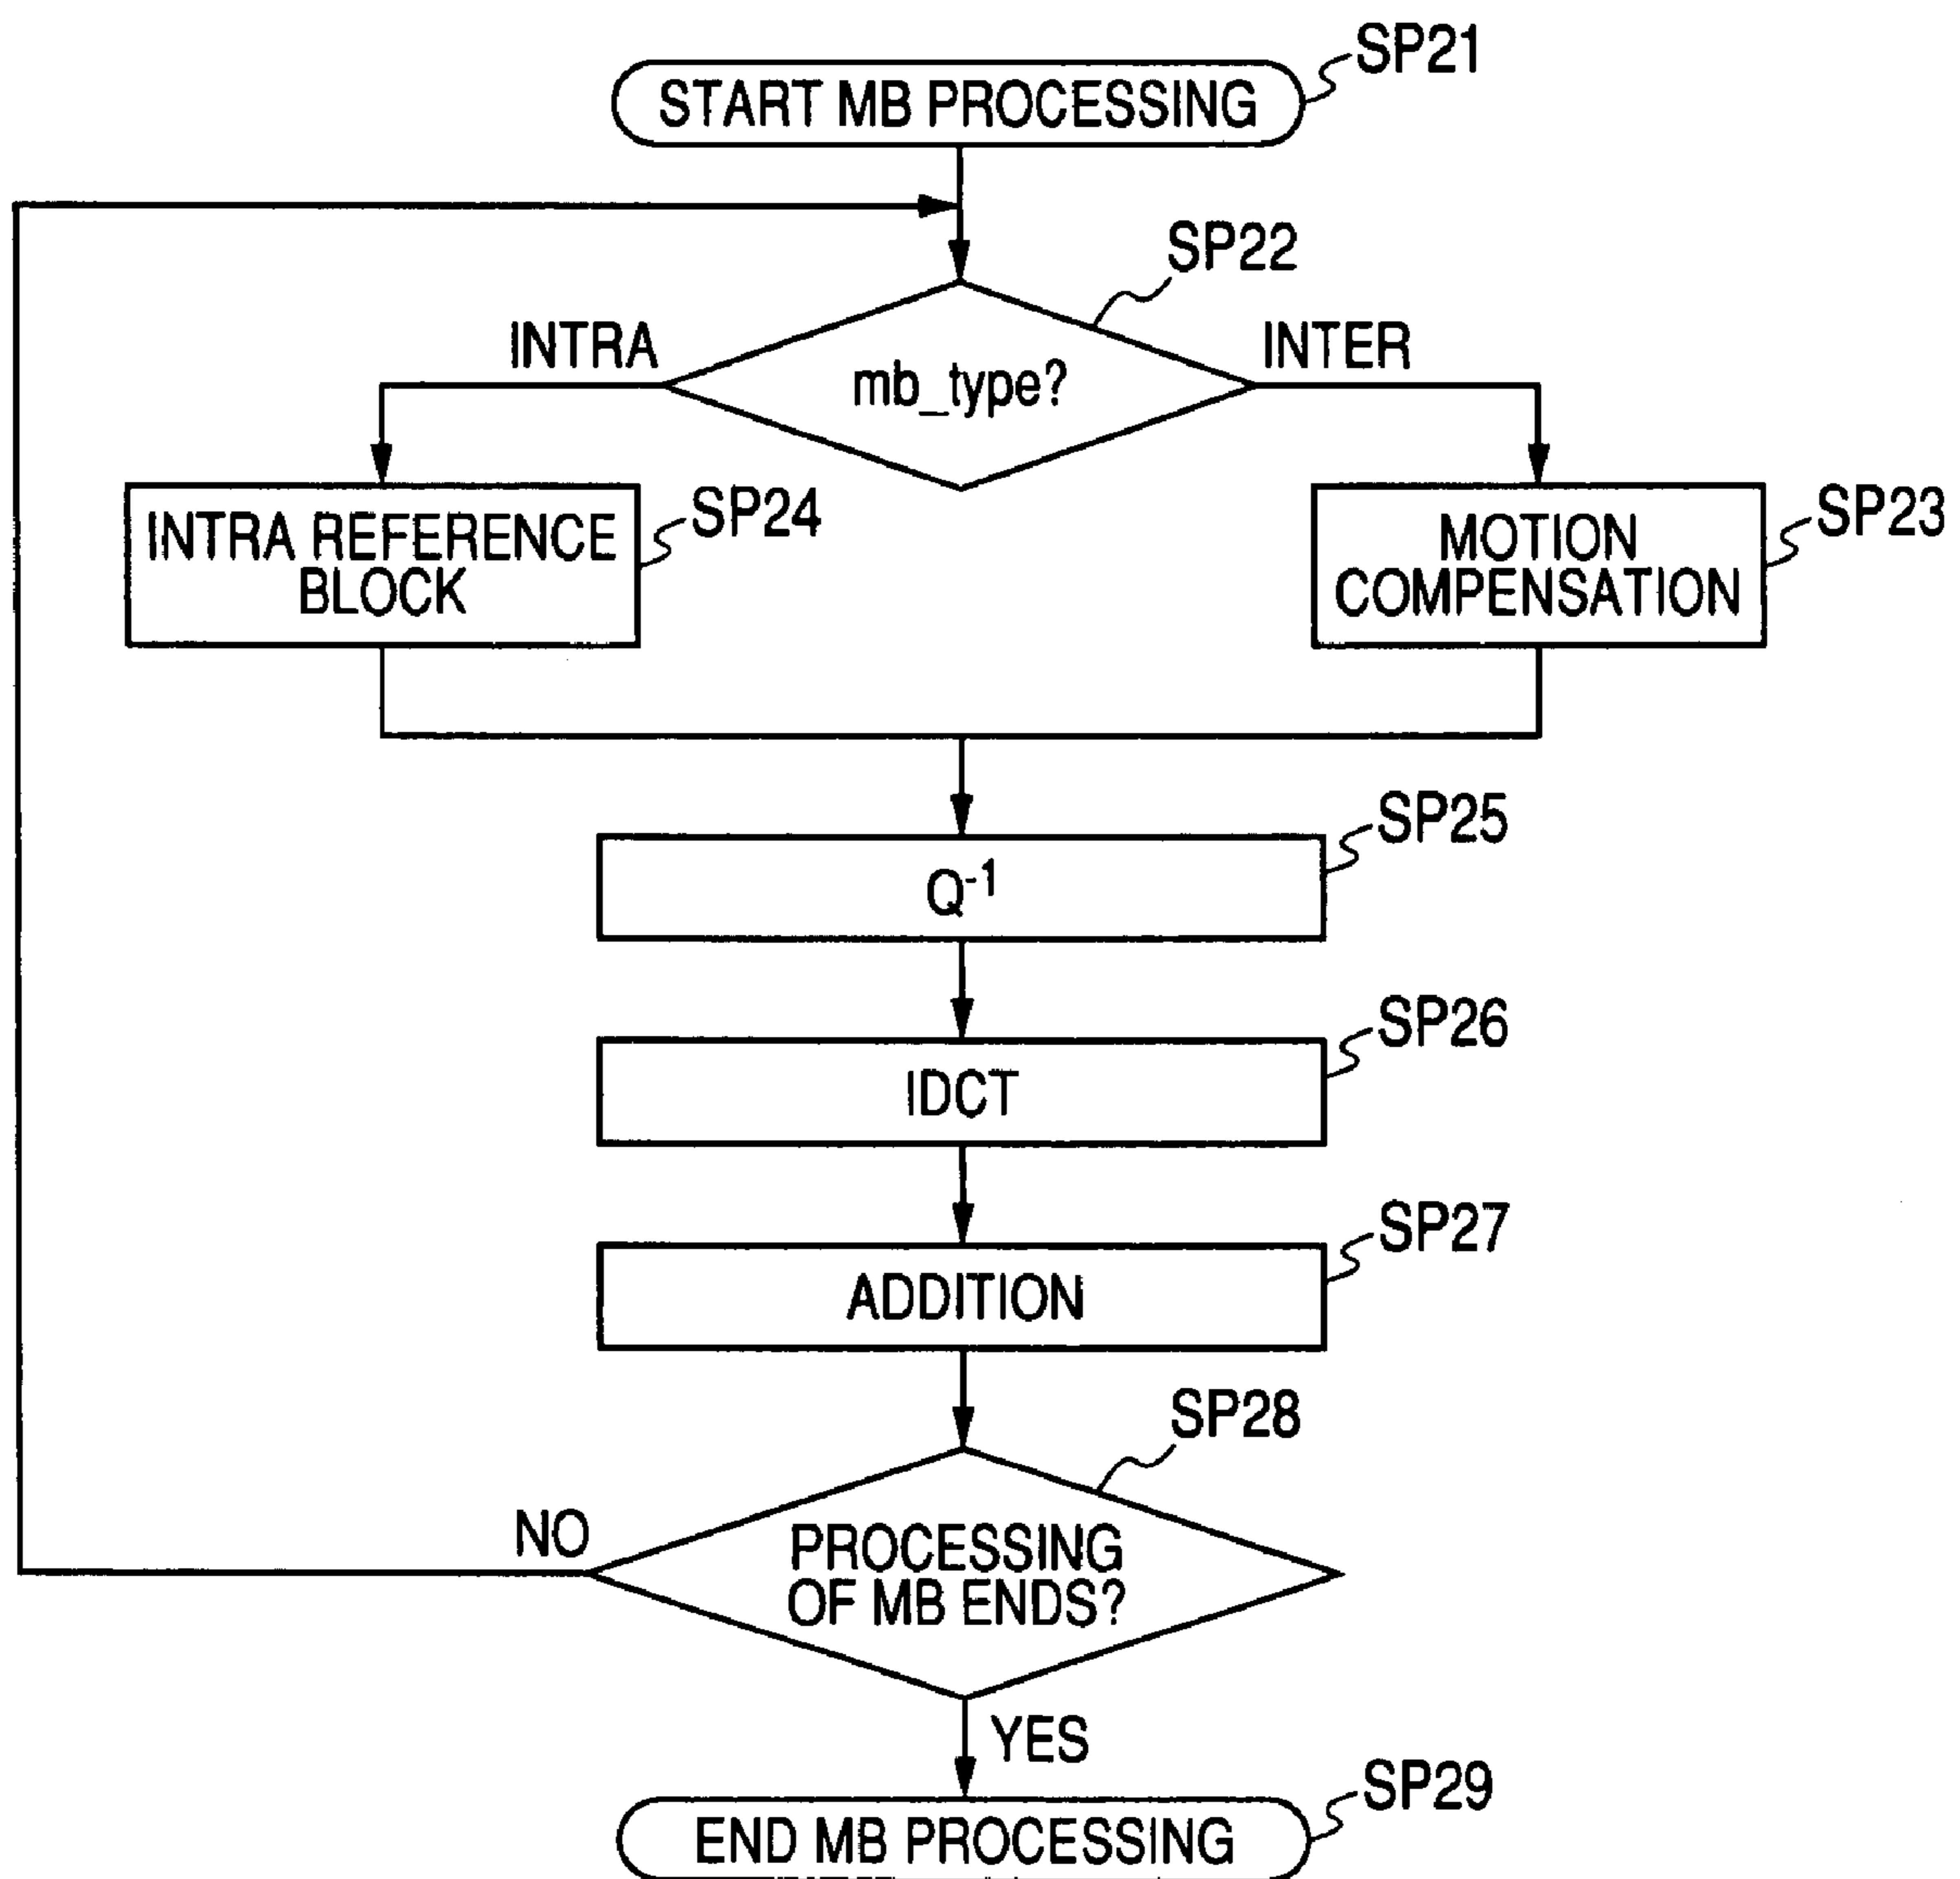 SP21
START MB PROCESSING
SP22
INTRA
INTER
mb_type?
SP24
SP23
INTRA REFERENCE
BLOCK
MOTION
COMPENSATION
SP25
Q-1
SP26
IDCT
SP27
ADDITION
SP28
NO
PROCESSING
OF MB ENDS?
YES
SP29
END MB PROCESSING